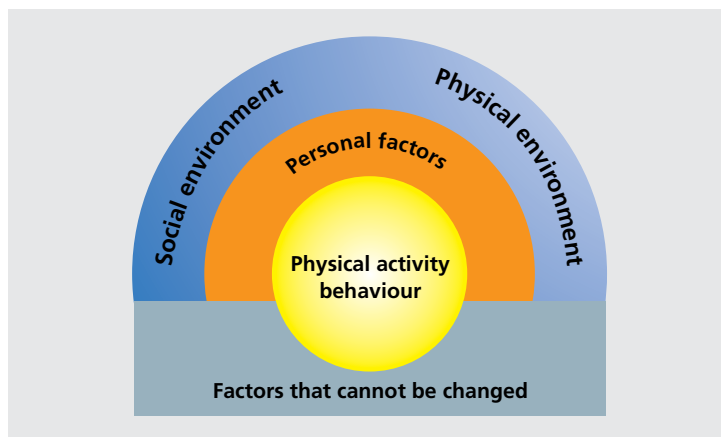 Social environment
Physical environment
Personal factors
Physical activity
behaviour
Factors that cannot be changed